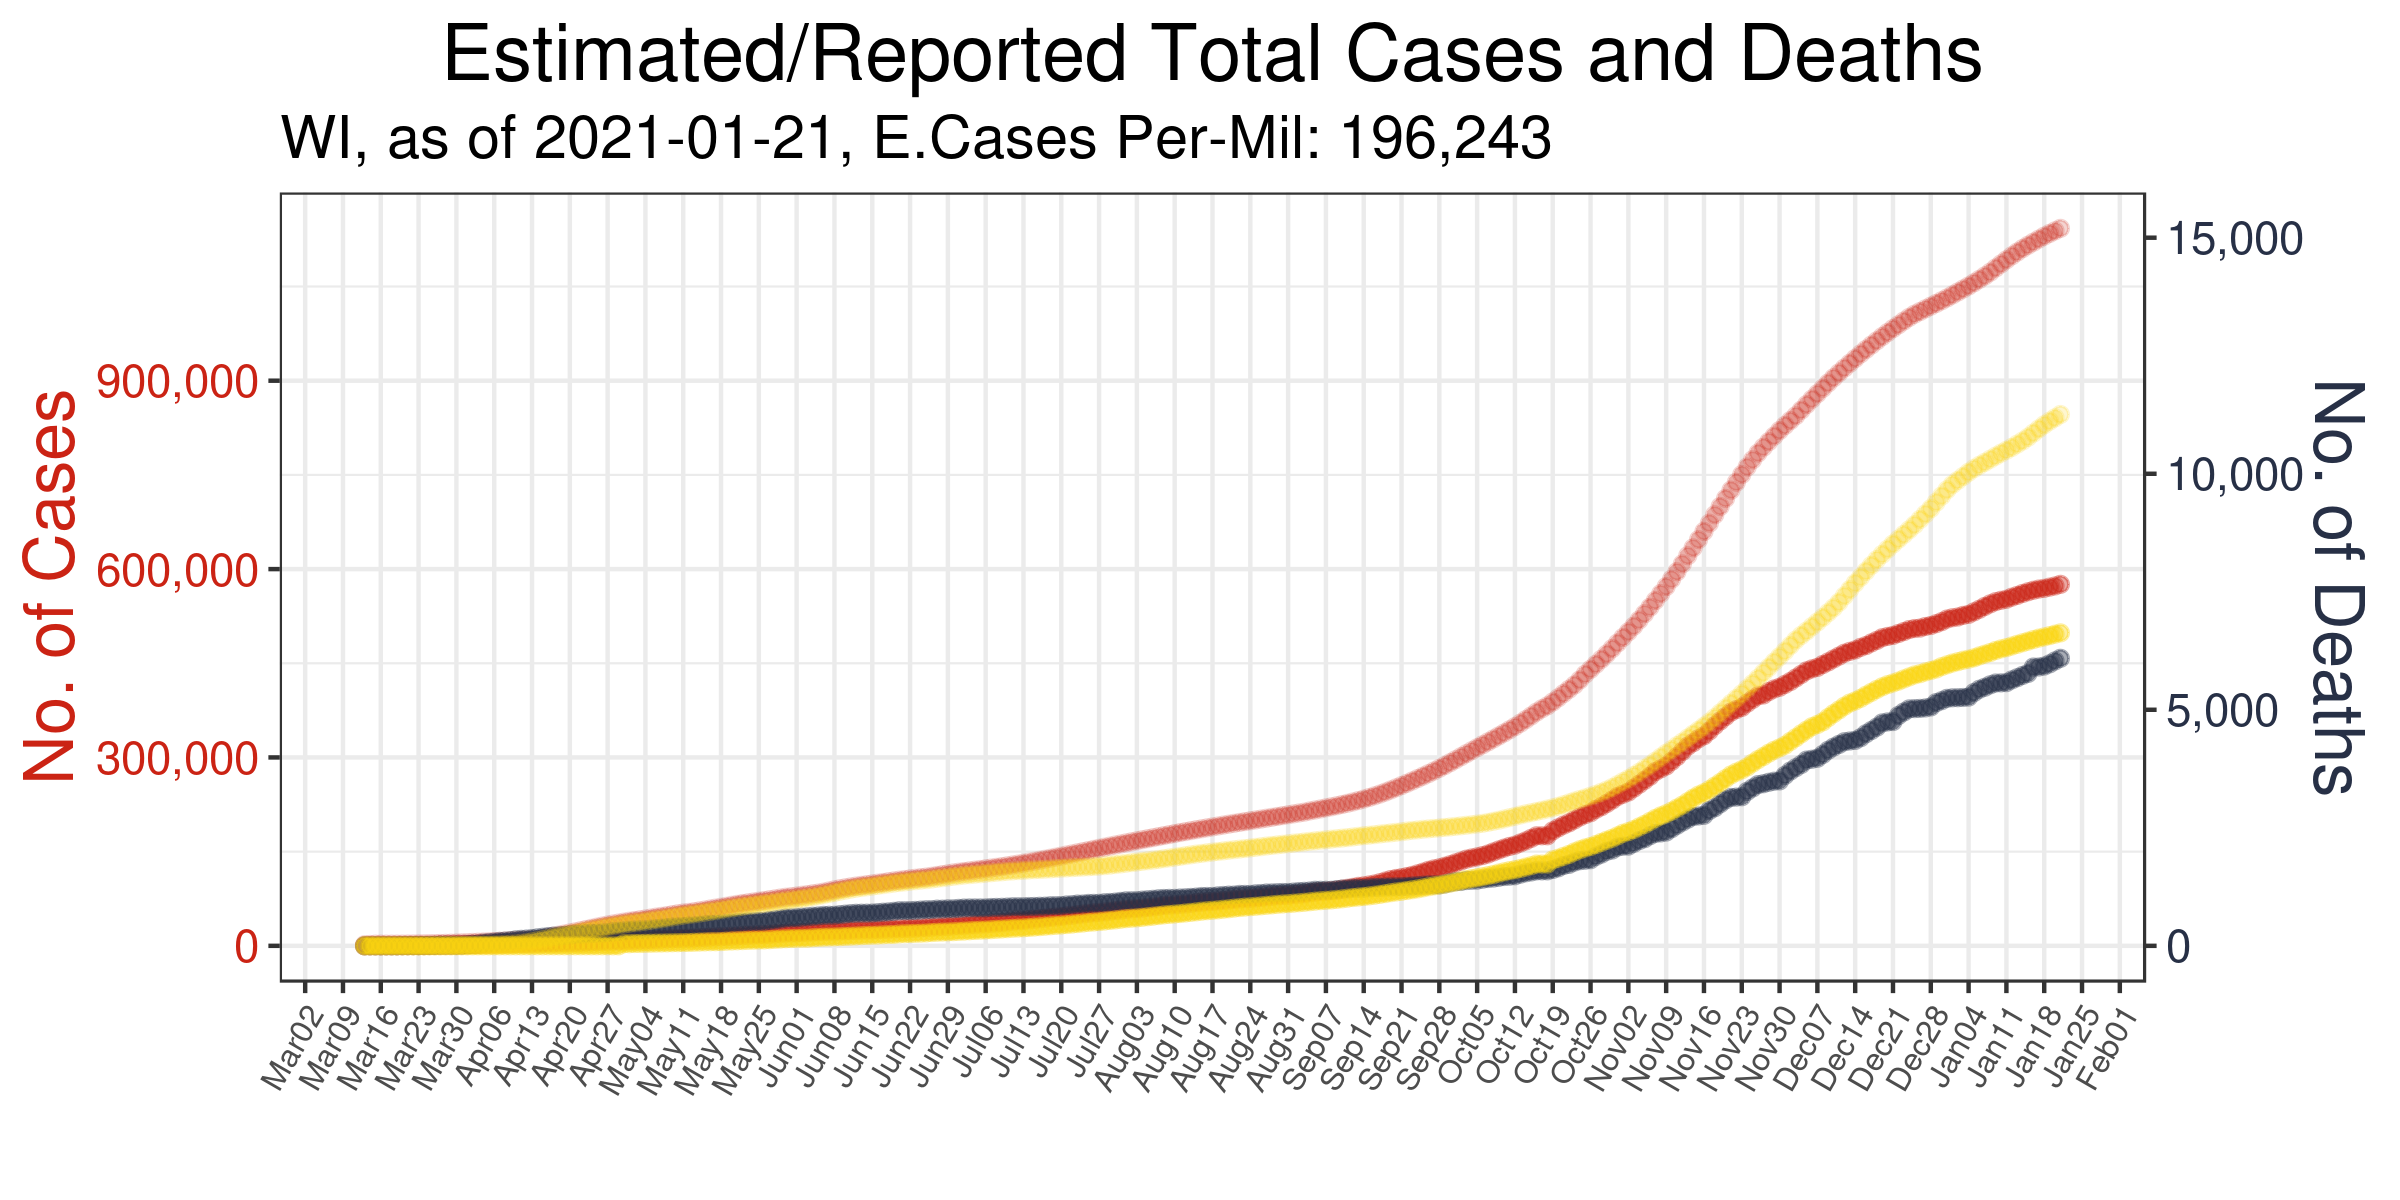 Estimated/Reported Total Cases and Deaths
WI, as of 2021-01-21, E.Cases Per-Mil: 196,243
No. of Cases
900,000
600,000
300,000
0
15,000
10,000
5,000
0
No. of Deaths
Mar02
Mar09
Mar16
Mar23
Mar30
Apr06
Apr13
Apr20
Apr27
May04
May11
May18
May25
Jun01
Jun08
Jun15
Jun22
Jun29
Jul06
Jul13
Jul20
Jul27
Aug03
Aug10
Aug17
Aug24
Aug31
Sep07
Sep14
Sep21
Sep28
Oct05
Oct12
Oct19
Oct26
Nov02
Nov09
Nov16
Nov23
Nov30
Dec07
Dec14
Dec21
Dec28
Jan04
Jan11
Jan18
Jan25
Feb01